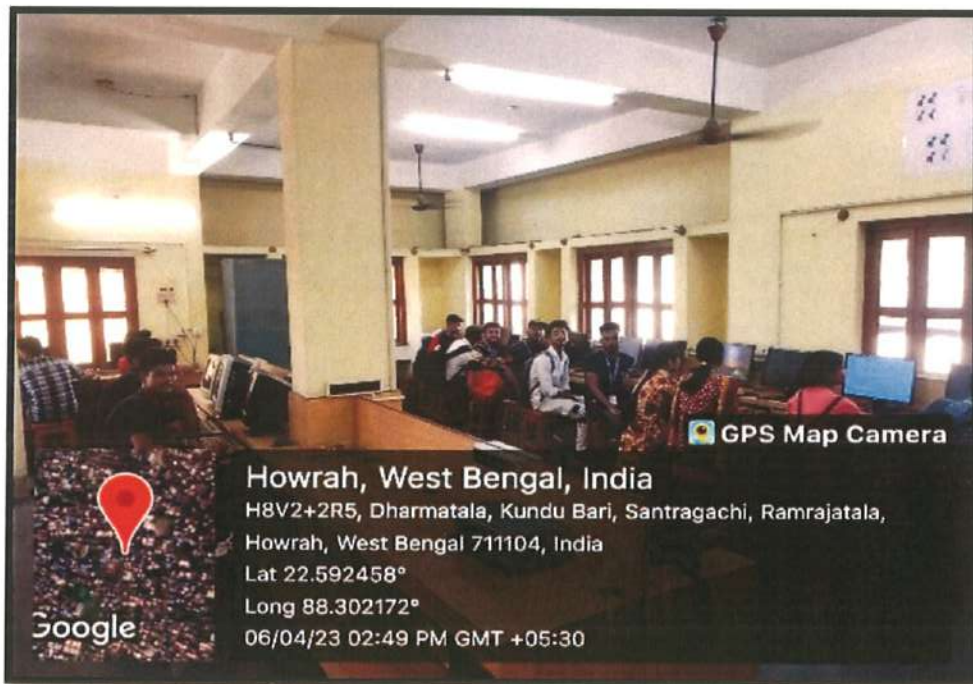 GPS Map Camera
Howrah, West Bengal, India
H8V2+2R5, Dharmatala, Kundu Bari, Santragachi, Ramrajatala,
Howrah, West Bengal 711104, India
Lat 22.592458°
Long 88.302172°
06/04/23 02:49 PM GMT +05:30
Google